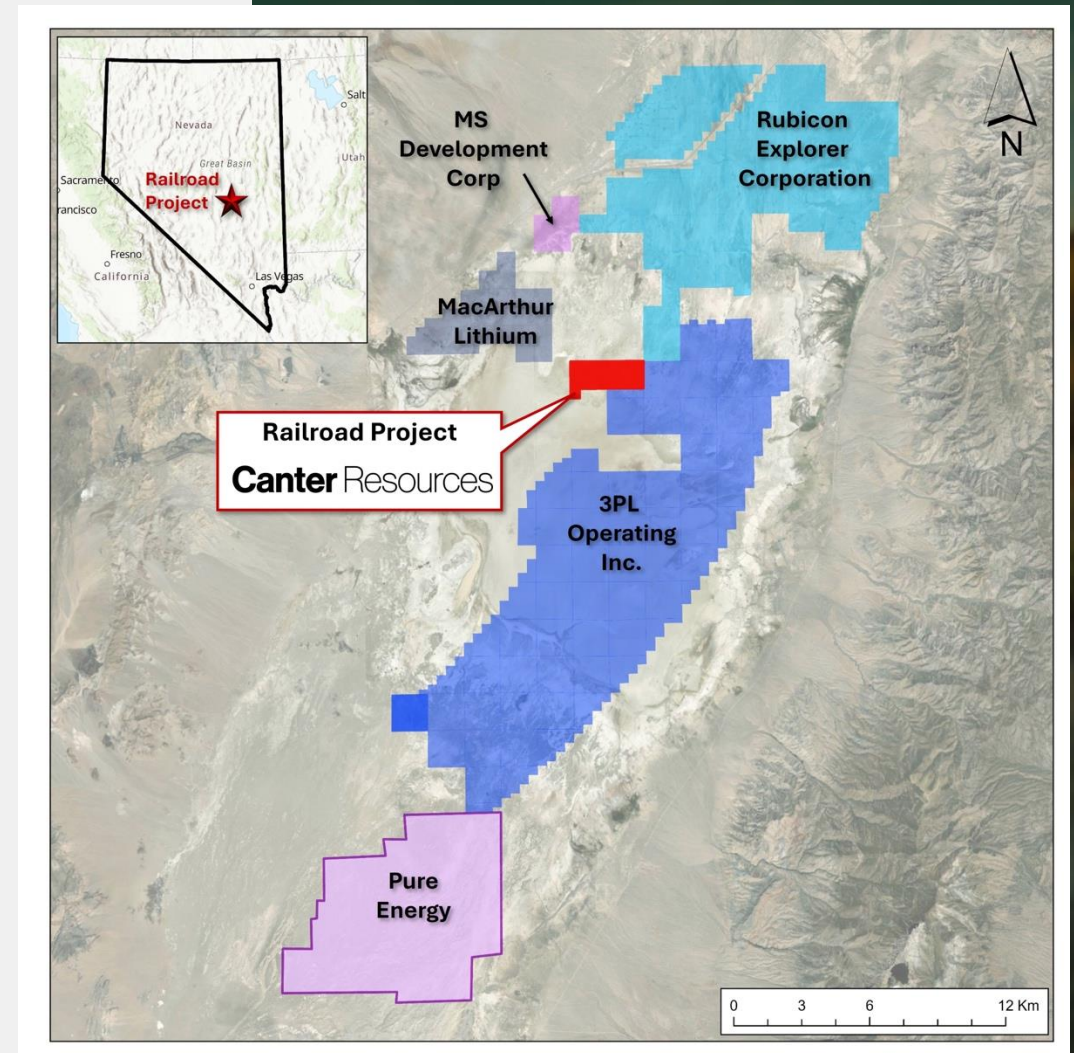 Salt
Nevada
Great Basin
Utah
Sacramento
Railroad
Project
rancisco
Fresno
California
Las Vegas
MS
Development
Corp
Rubicon
Explorer
Corporation
N
MacArthur
Lithium
Railroad Project
Canter Resources
3PL
Operating
Inc.
Pure
Energy
0 3 6 12 Km